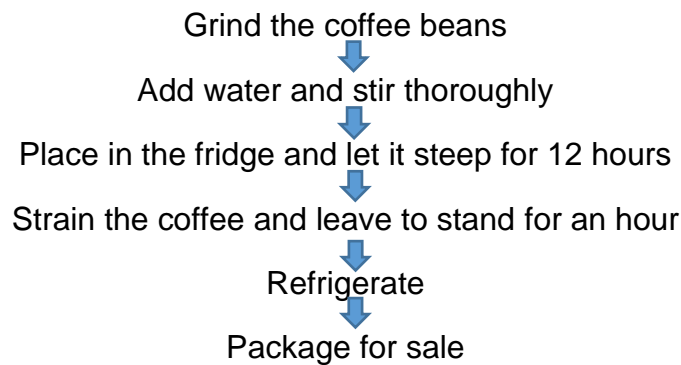 Grind the coffee beans
Add water and stir thoroughly
Place in the fridge and let it steep for 12 hours
Strain the coffee and leave to stand for an hour
Refrigerate
Package for sale